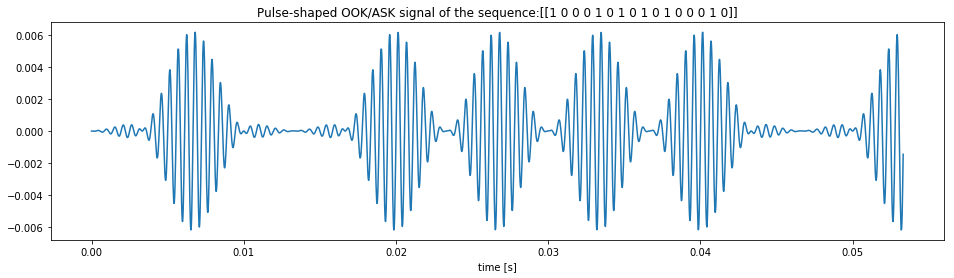 Pulse-shaped OOK/ASK signal of the sequence:[[1 0 0 0 1 0 1 0 1 0 1 0 0 0 1 0]]
0.006
0.004
0.002
0.000
−0.002
−0.004
−0.006
0.00 0.01 0.02 0.03 0.04 0.05
time [s]